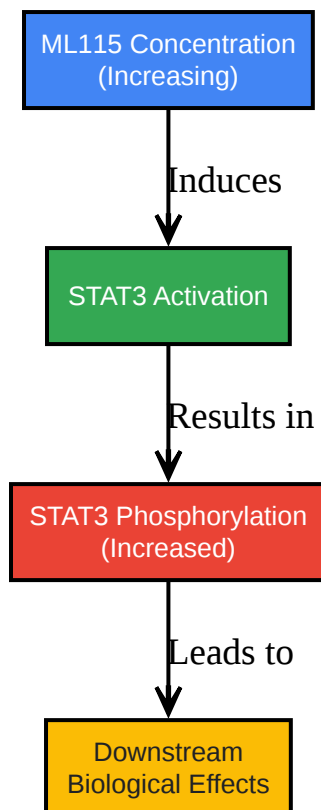 ML115 Concentration
(Increasing)
Induces
STAT3 Activation
Results in
STAT3 Phosphorylation
(Increased)
Leads to
Downstream
Biological Effects